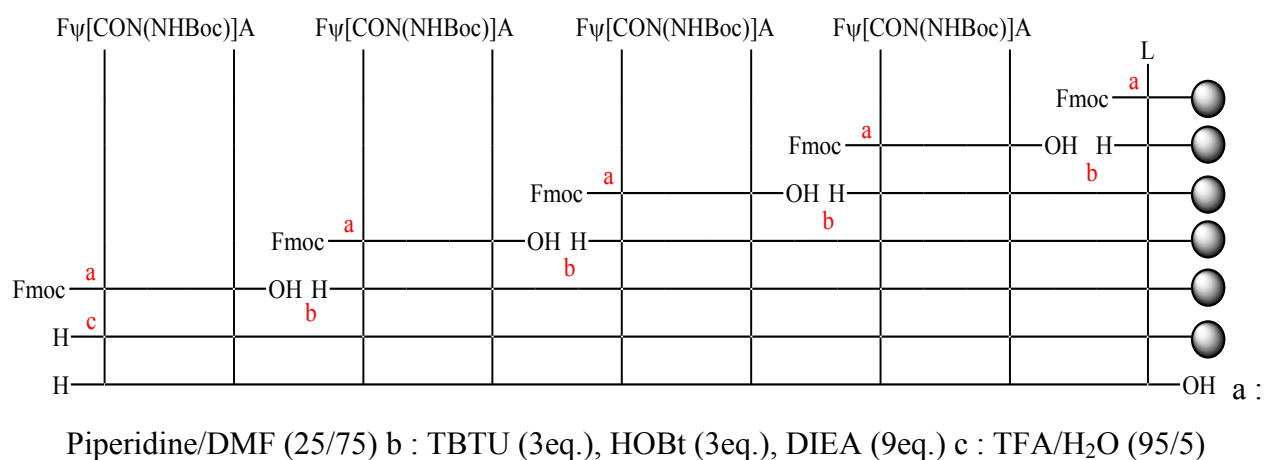 Fψ[CON(NHBoc)]A Fψ[CON(NHBoc)]A Fψ[CON(NHBoc)]A Fψ[CON(NHBoc)]A
L
a
Fmoc
a
Fmoc OH H
b
a
Fmoc OH H
b
a
Fmoc OH H
b
a
Fmoc OH H
b
c
H
H OH a :
Piperidine/DMF (25/75) b : TBTU (3eq.), HOBt (3eq.), DIEA (9eq.) c : TFA/H₂O (95/5)